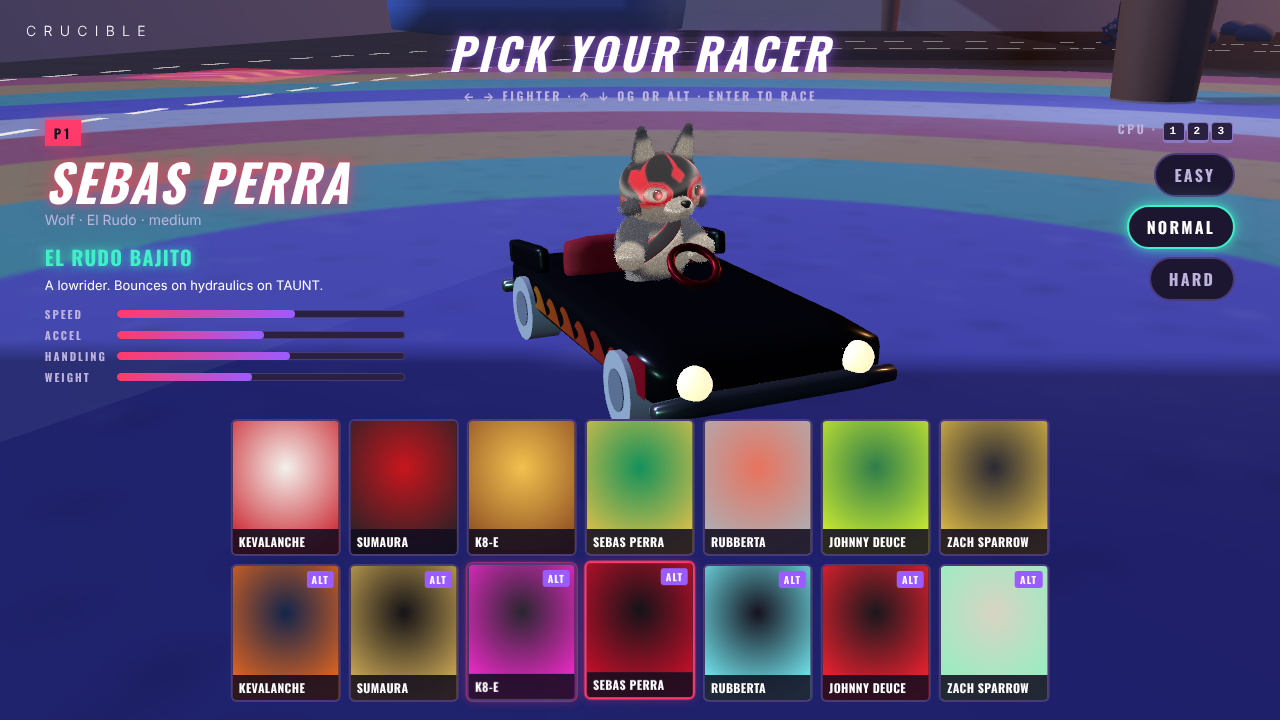 CRUCIBLE
PICK YOUR RACER
← → FIGHTER · ↑ ↓ OG OR ALT · ENTER TO RACE
P1
SEBAS PERRA
Wolf · El Rudo · medium
EL RUDO BAJITO
A lowrider. Bounces on hydraulics on TAUNT.
SPEED
ACCEL
HANDLING
WEIGHT
CPU · 1 2 3
EASY
NORMAL
HARD
KEVALANCHE
SUMAURA
K8-E
SEBAS PERRA
RUBBERTA
JOHNNY DEUCE
ZACH SPARROW
ALT
KEVALANCHE
ALT
SUMAURA
ALT
K8-E
ALT
SEBAS PERRA
ALT
RUBBERTA
ALT
JOHNNY DEUCE
ALT
ZACH SPARROW